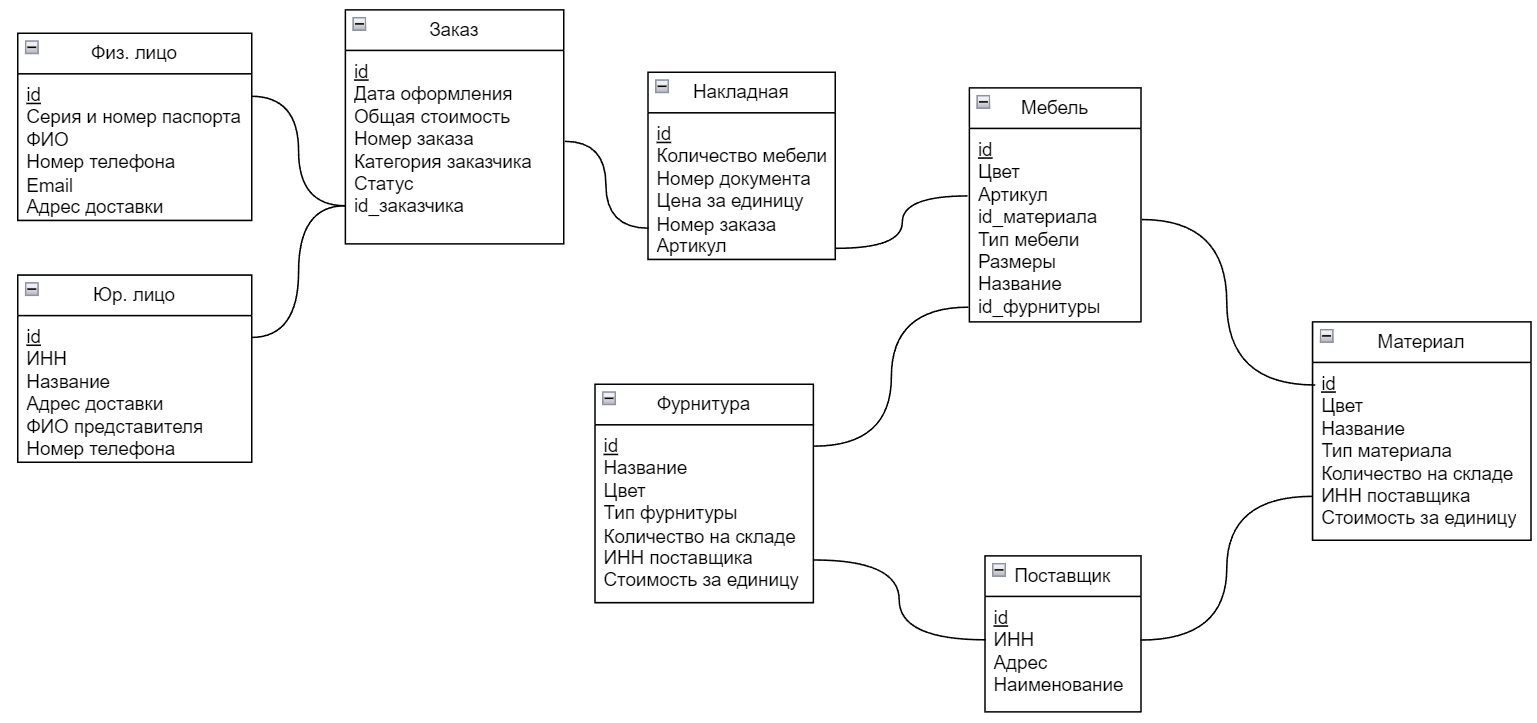 Физ. лицо
id
Серия и номер паспорта
ФИО
Номер телефона
Email
Адрес доставки
Юр. лицо
id
ИНН
Название
Адрес доставки
ФИО представителя
Номер телефона
Заказ
id
Дата оформления
Общая стоимость
Номер заказа
Категория заказчика
Статус
id_заказчика
Накладная
id
Количество мебели
Номер документа
Цена за единицу
Номер заказа
Артикул
Мебель
id
Цвет
Артикул
id_материала
Тип мебели
Размеры
Название
id_фурнитуры
Фурнитура
id
Название
Цвет
Тип фурнитуры
Количество на складе
ИНН поставщика
Стоимость за единицу
Поставщик
id
ИНН
Адрес
Наименование
Материал
id
Цвет
Название
Тип материала
Количество на складе
ИНН поставщика
Стоимость за единицу